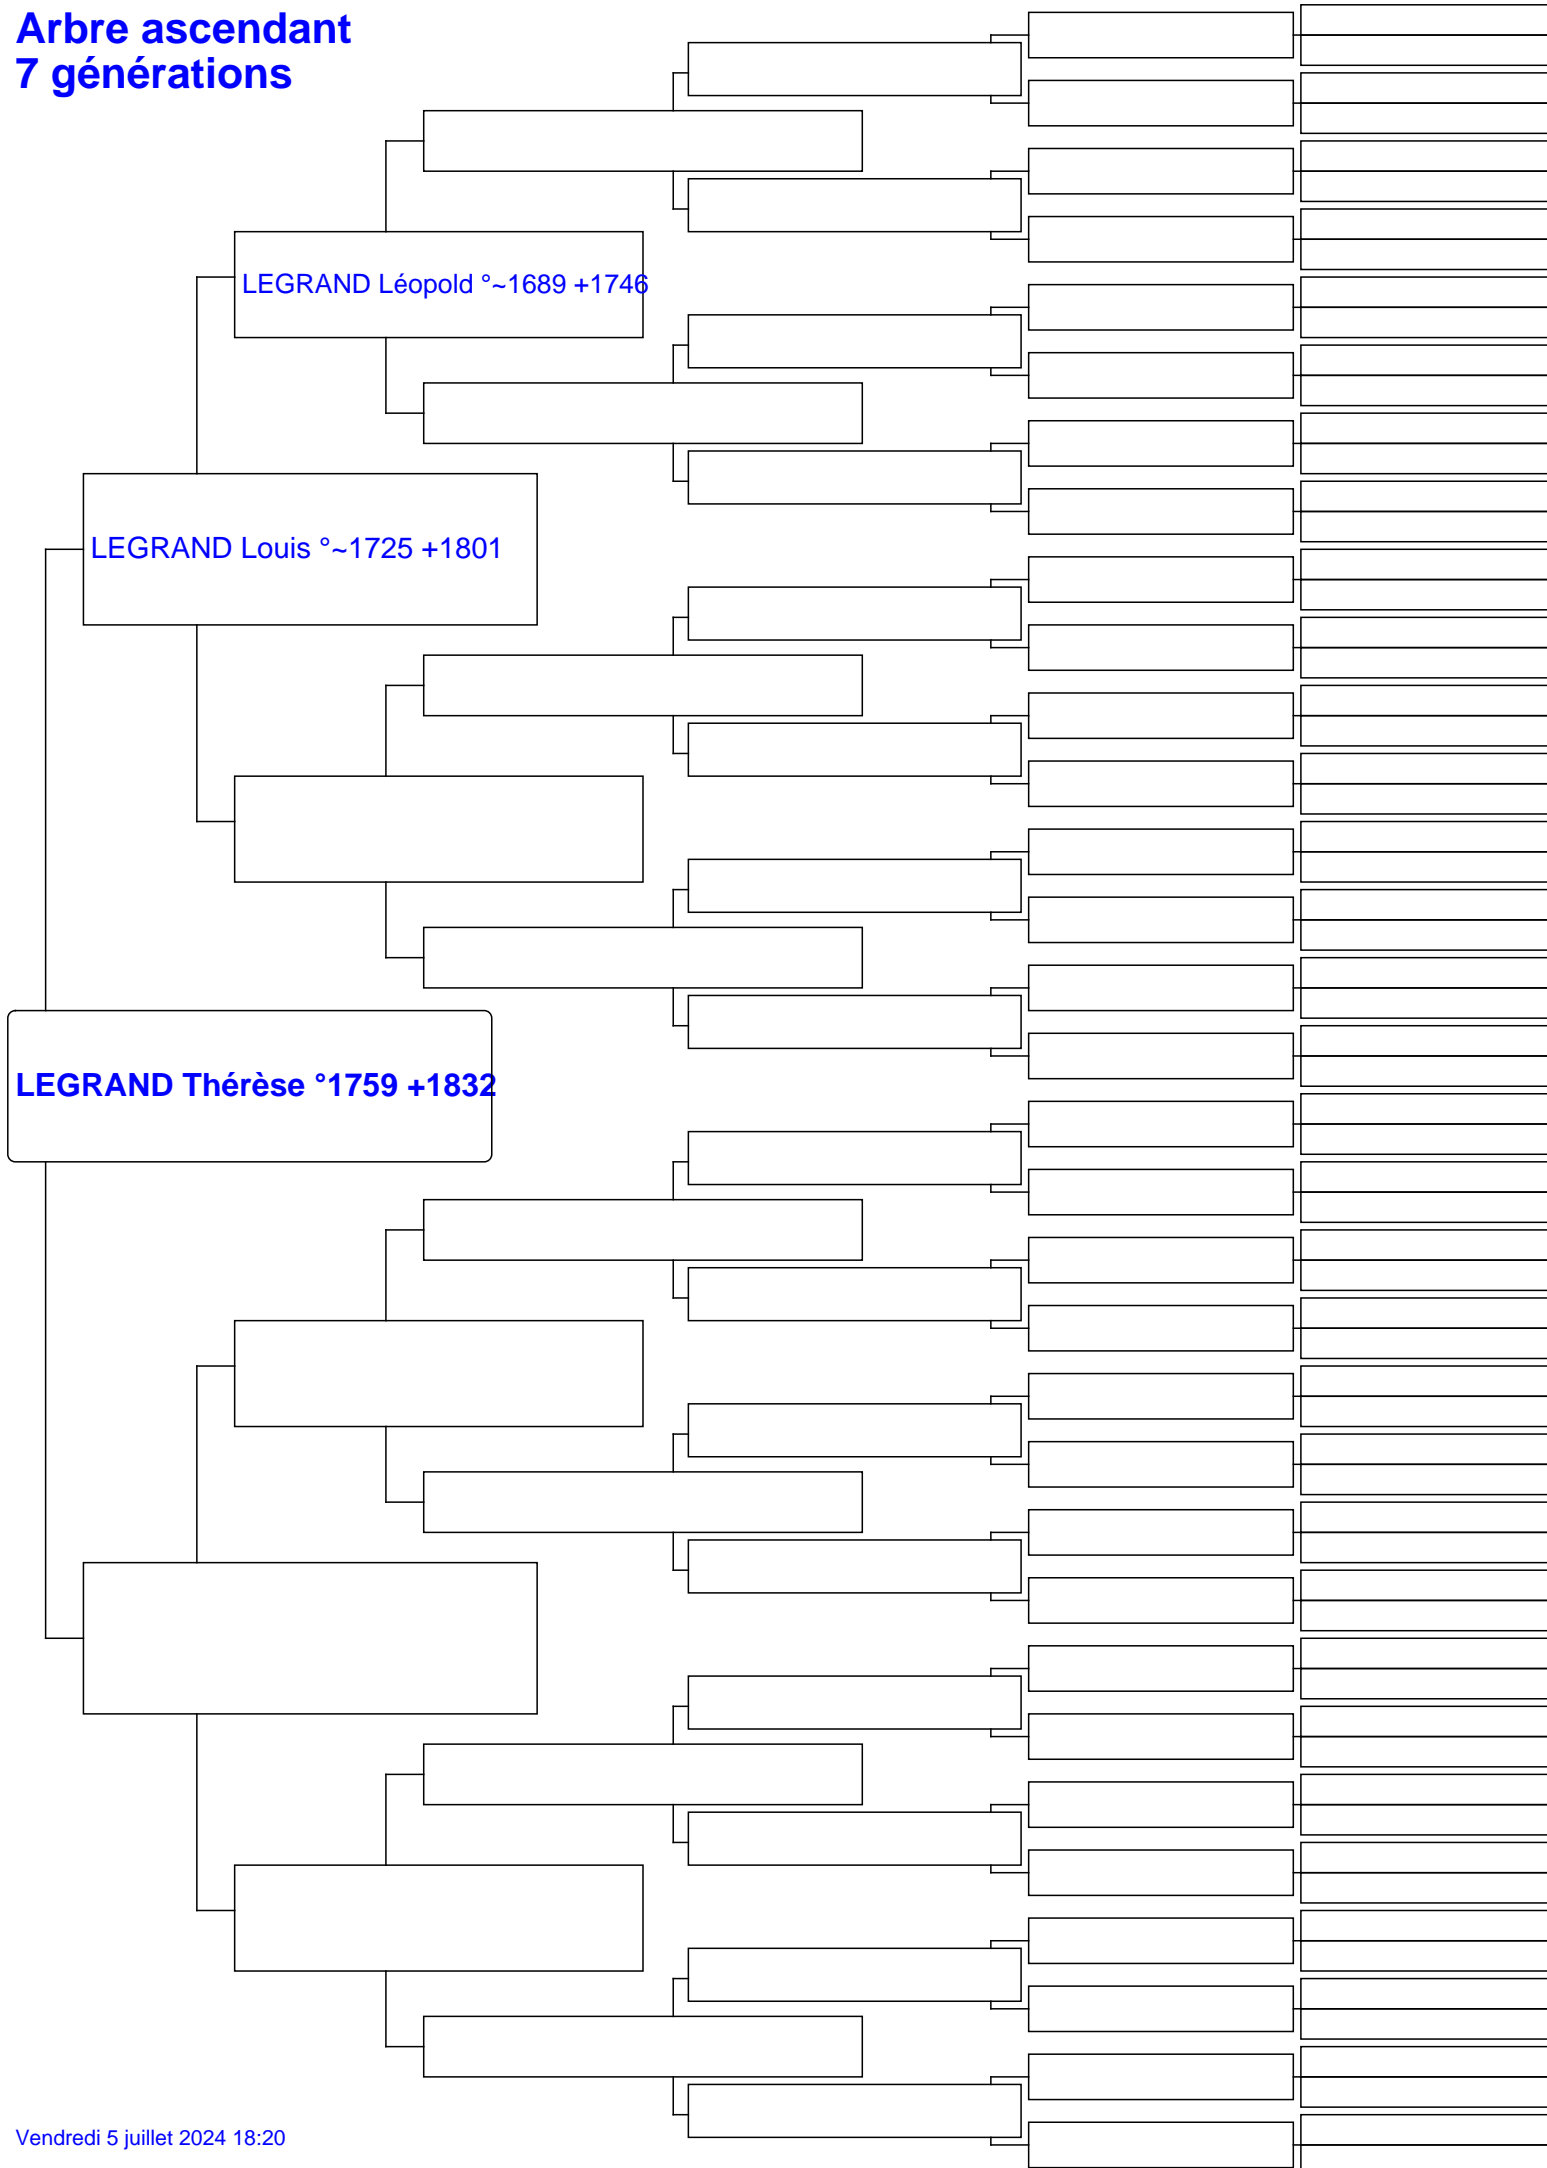 Arbre ascendant
7 générations
LEGRAND Léopold °~1689 +1746
LEGRAND Louis °~1725 +1801
LEGRAND Thérèse °1759 +1832
Vendredi 5 juillet 2024 18:20